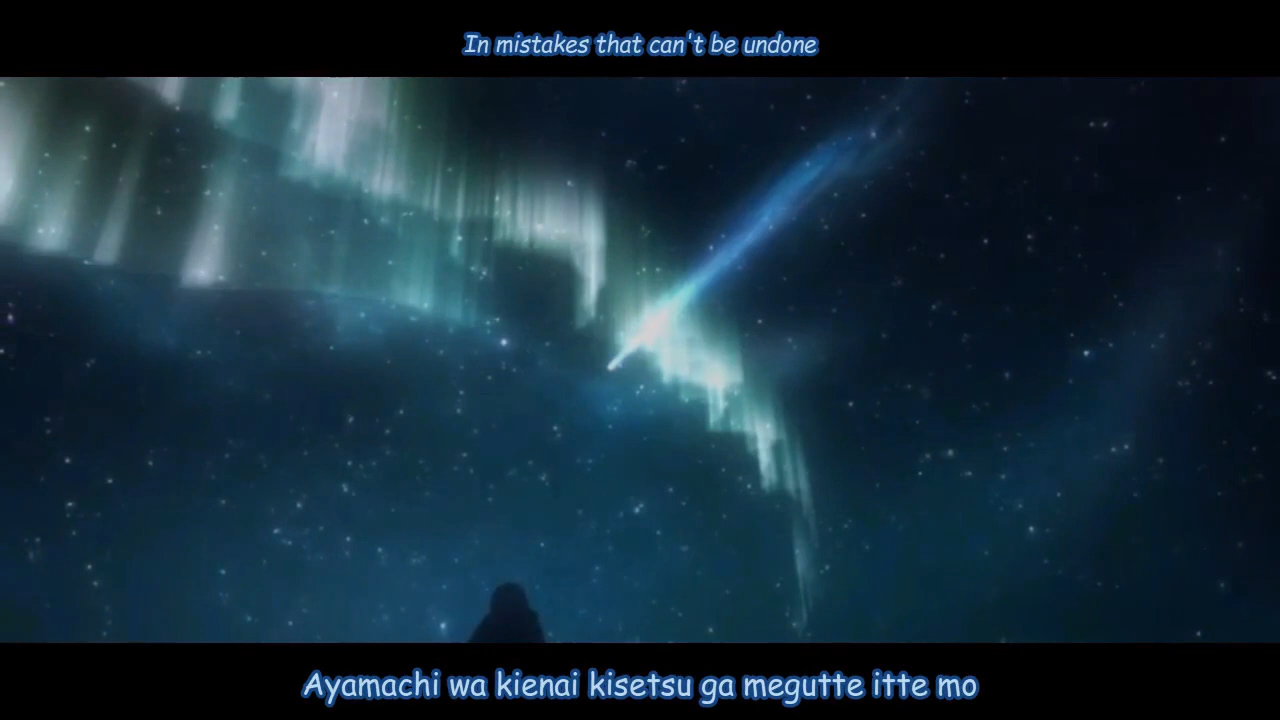 In mistakes that can't be undone
Ayamachi wa kienai kisetsu ga megutte itte mo